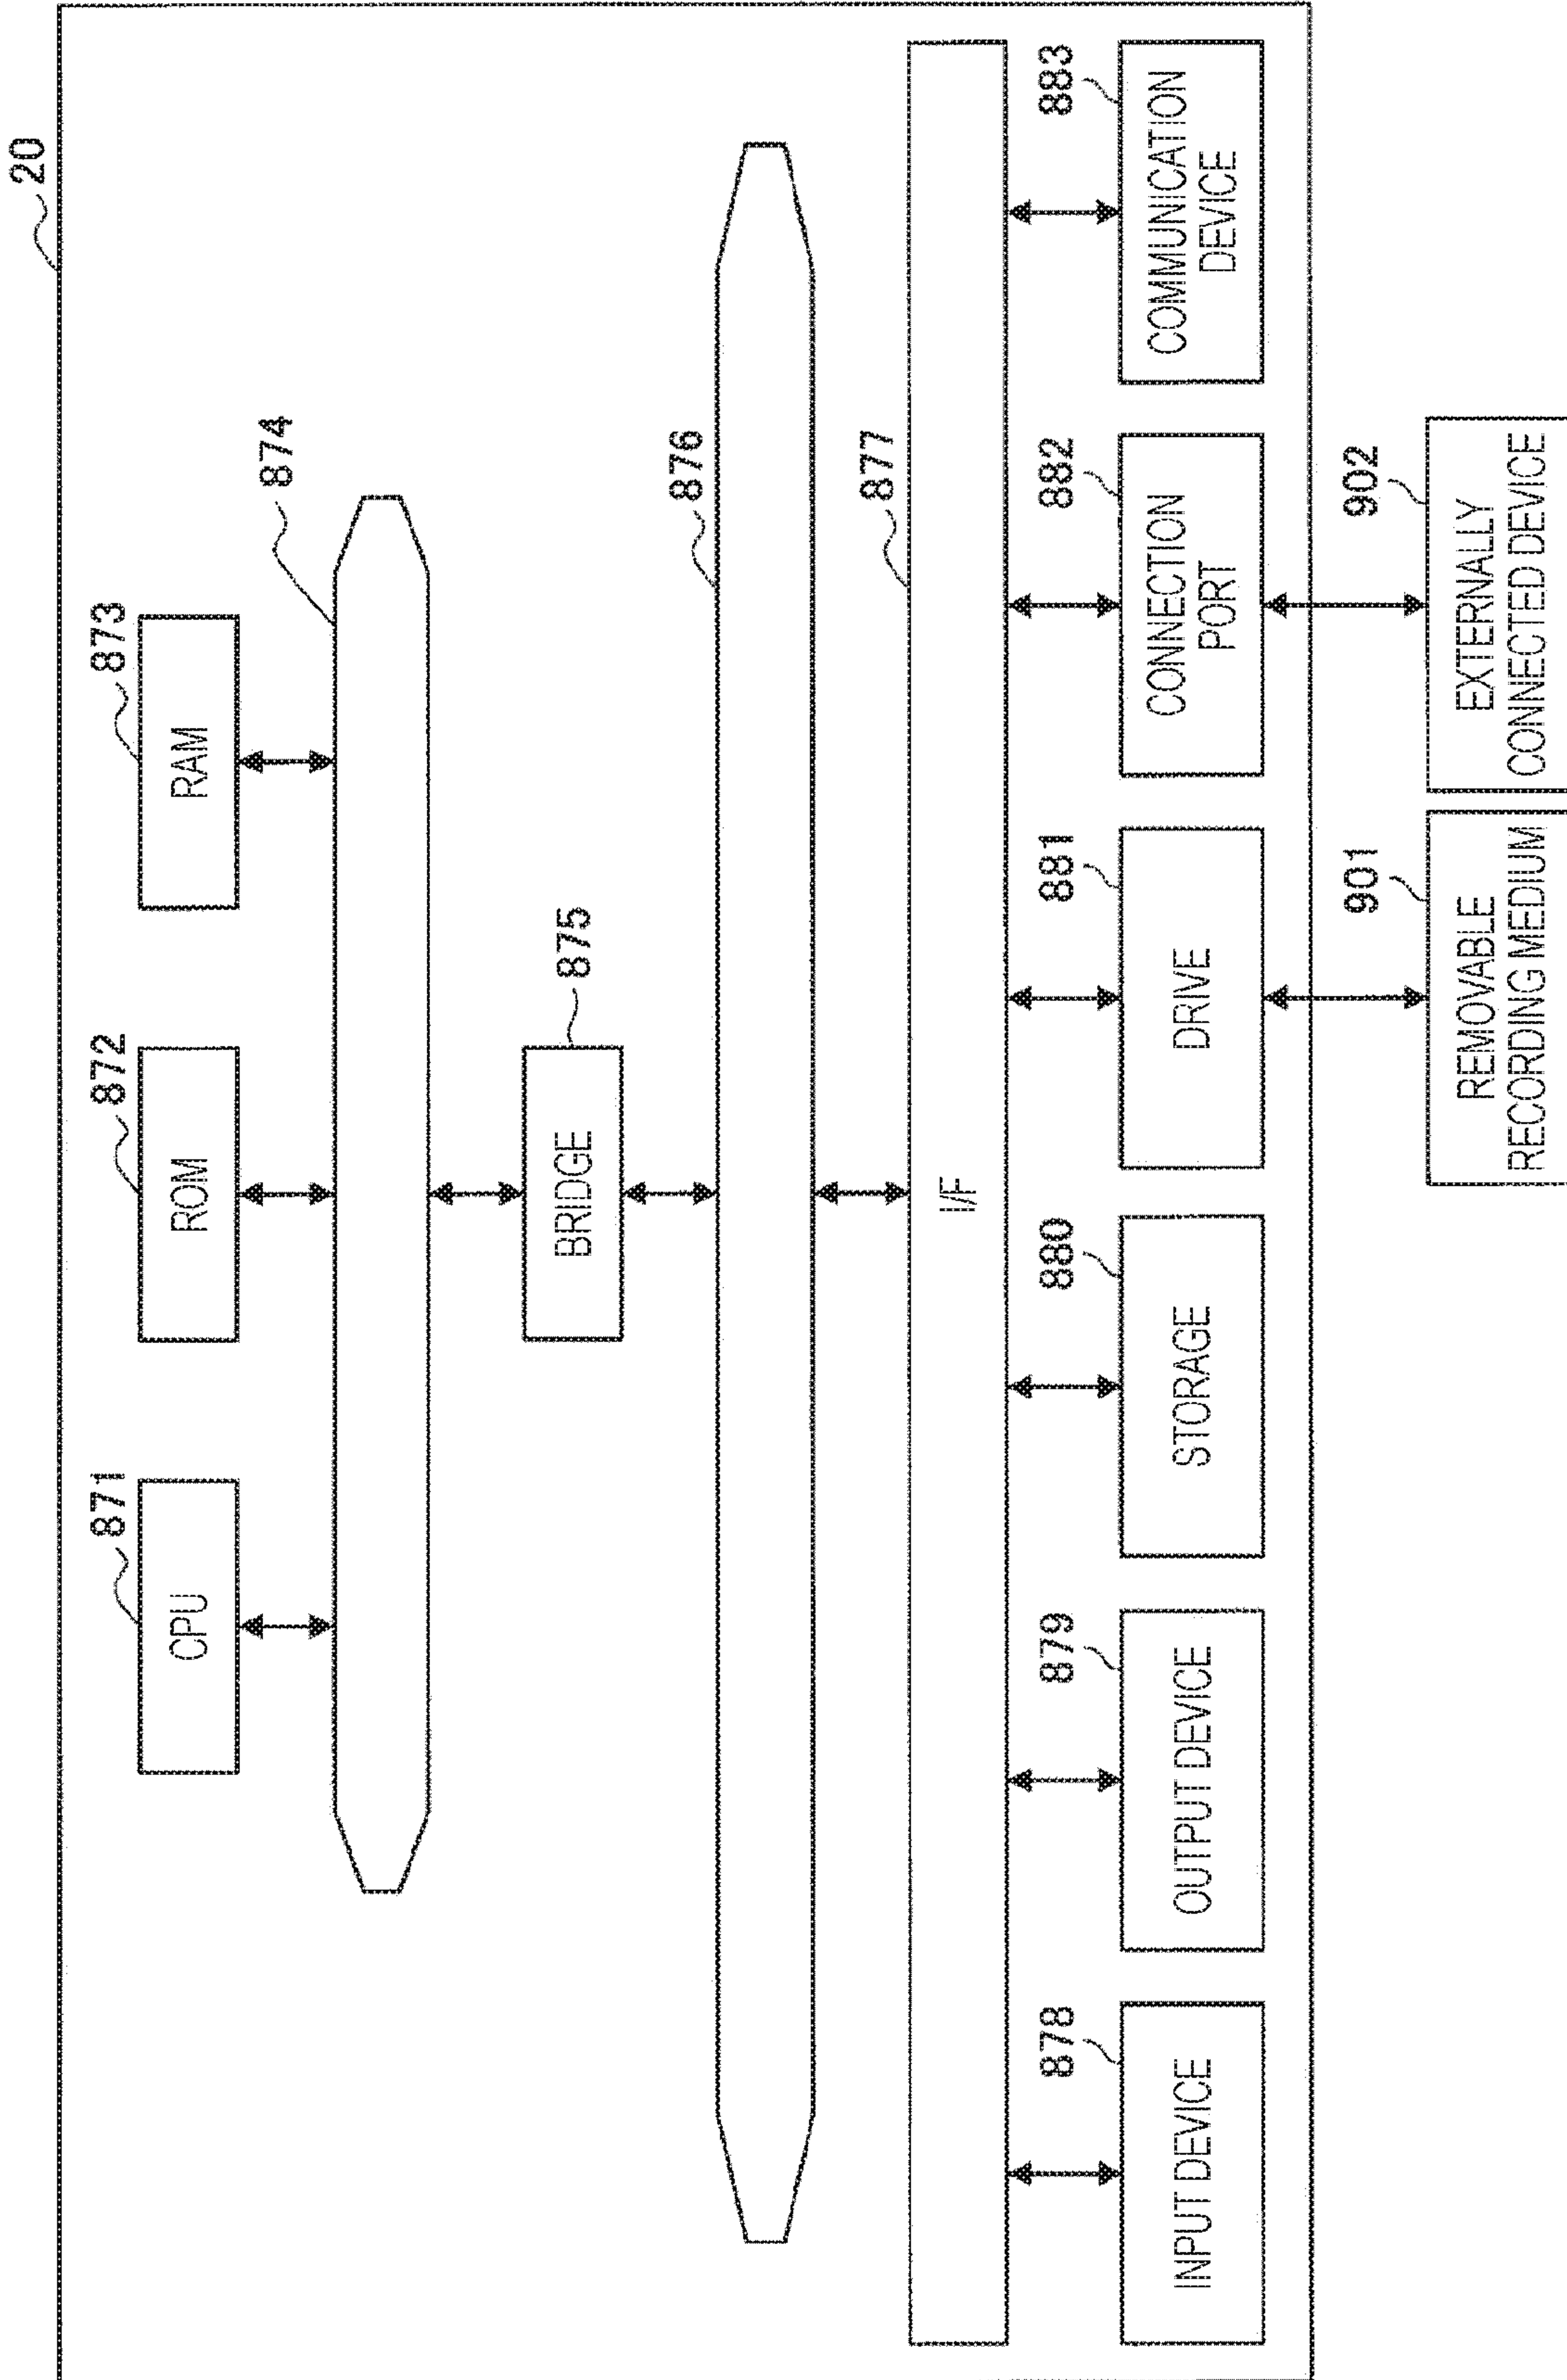 20
871
872
873
CPU
ROM
RAM
874
BRIDGE
875
876
877
I/F
878
879
880
881
882
883
INPUT DEVICE
OUTPUT DEVICE
STORAGE
DRIVE
CONNECTION
PORT
COMMUNICATION
DEVICE
901
902
REMOVABLE
RECORDING MEDIUM
EXTERNALLY
CONNECTED DEVICE